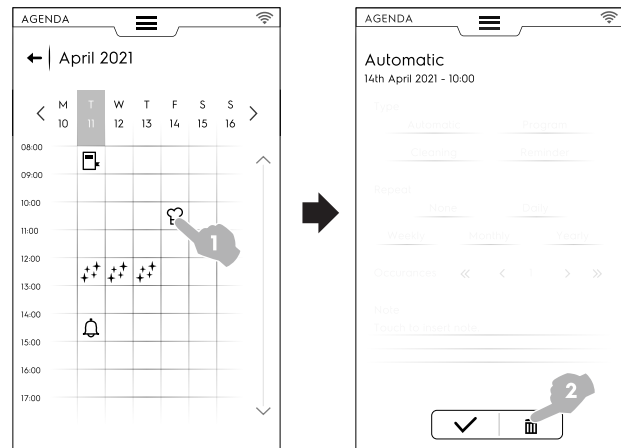 AGENDA
April 2021
M T W T F S S
10 11 12 13 14 15 16
08:00
09:00
10:00
11:00
12:00
13:00
14:00
15:00
16:00
17:00
1
AGENDA
Automatic
14th April 2021 - 10:00
Type
Automatic Program
Cleaning Reminder
Repeat
None Daily
Weekly Monthly Yearly
Occurances
Note
Touch to insert note
2